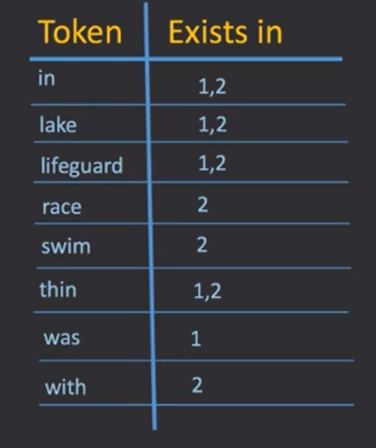 Token Exists in
in 1,2
lake 1,2
lifeguard 1,2
race 2
swim 2
thin 1,2
was 1
with 2